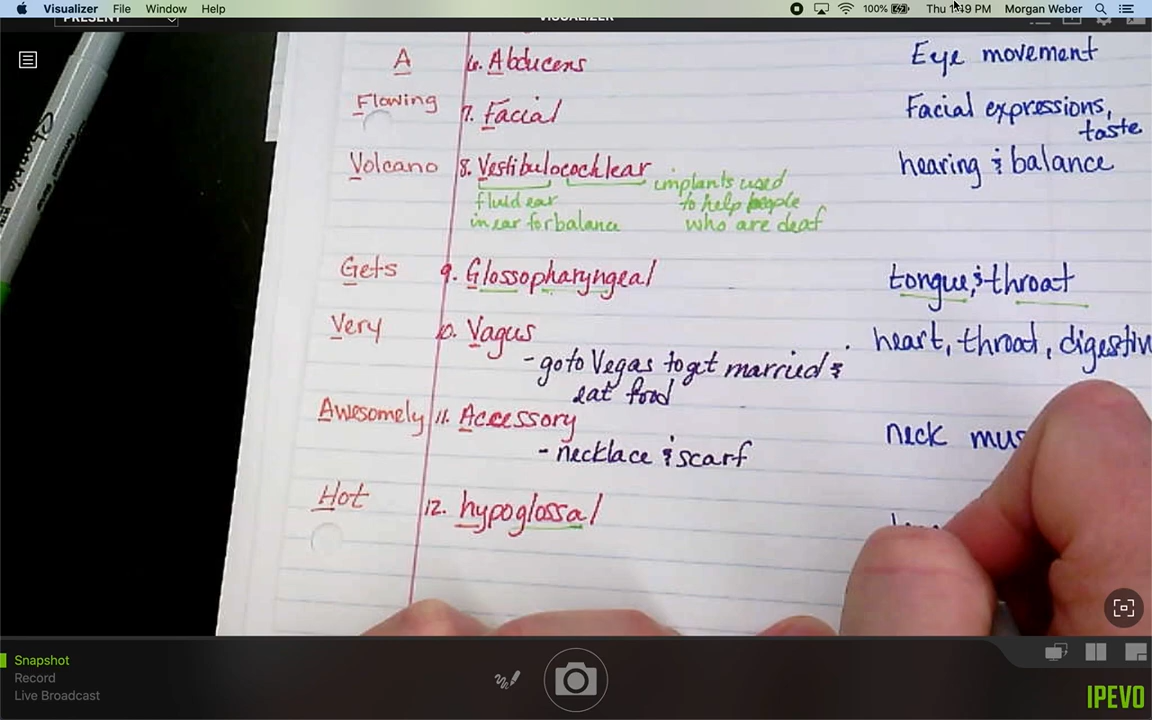 Visualizer File Window Help 100% Thu 1:49 PM Morgan Weber
PRESENT VISUALIZER
A 6. Abducens Eye movement
Flowing 7. Facial Facial expressions,
taste
Volcano 8. Vestibulocochlear hearing & balance
implants used
fluid ear to help people
in ear for balance who are deaf
Gets 9. Glossopharyngeal tongue, & throat
Very 10. Vagus heart, throat, digestiv
- go to Vegas to get married &
eat food
Awesomely 11. Accessory neck mus
- necklace & scarf
Hot 12. hypoglossal
Snapshot
Record
Live Broadcast
IPEVO